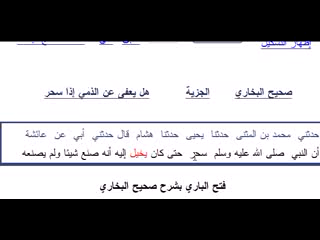 إظهار التشكيل
صحيح البخاري الجزية هل يعفى عن الذمي إذا سحر
حدثني محمد بن المثنى حدثنا يحيى حدثنا هشام قال حدثني أبي عن عائشة
أن النبي صلى الله عليه وسلم سحر حتى كان يخيل إليه أنه صنع شيئا ولم يصنعه
فتح الباري بشرح صحيح البخاري